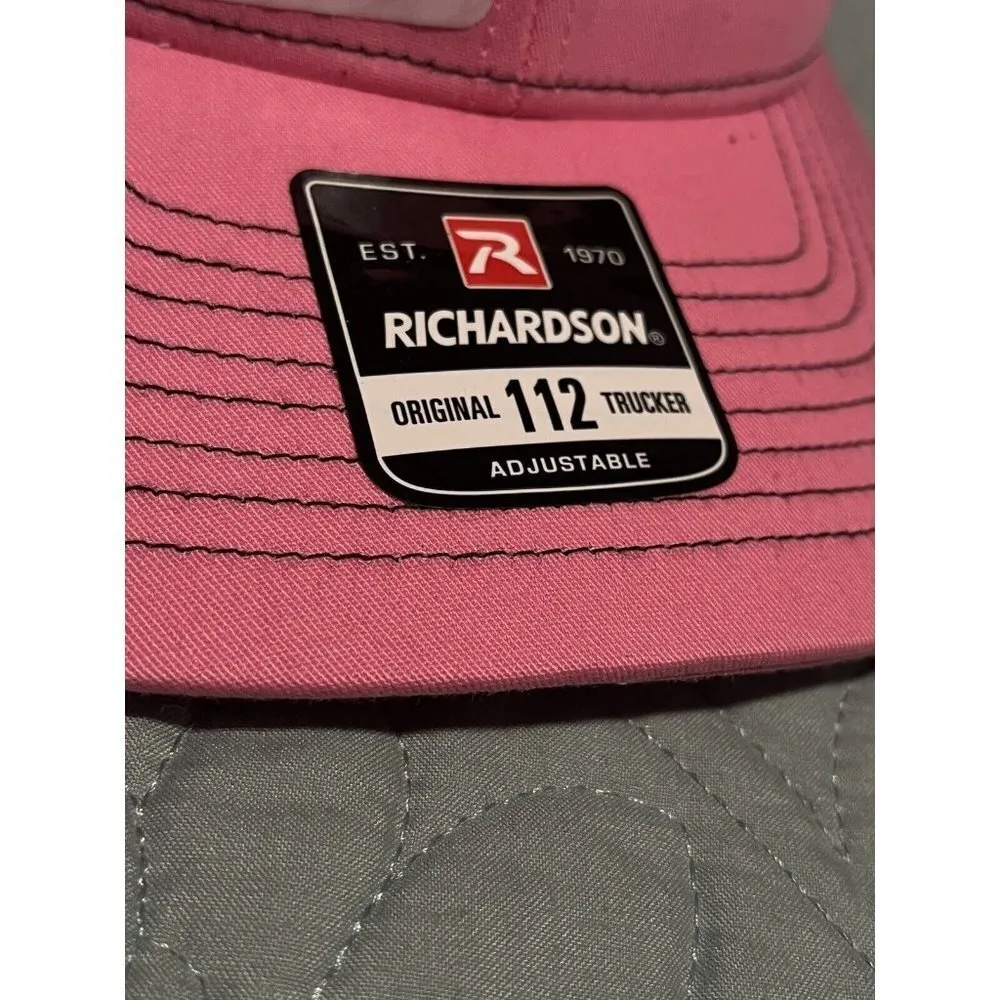 EST. R 1970
RICHARDSON®
ORIGINAL 112 TRUCKER
ADJUSTABLE